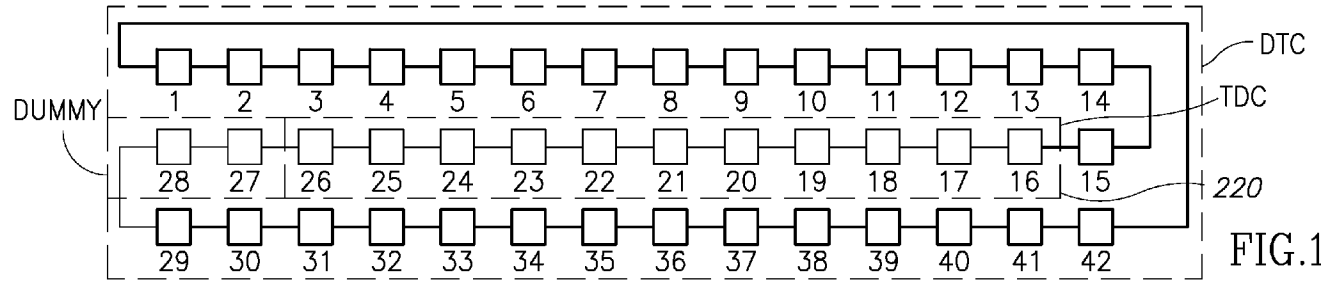 DTC
1 2 3 4 5 6 7 8 9 10 11 12 13 14
DUMMY
TDC
28 27 26 25 24 23 22 21 20 19 18 17 16 15
220
29 30 31 32 33 34 35 36 37 38 39 40 41 42
FIG.1